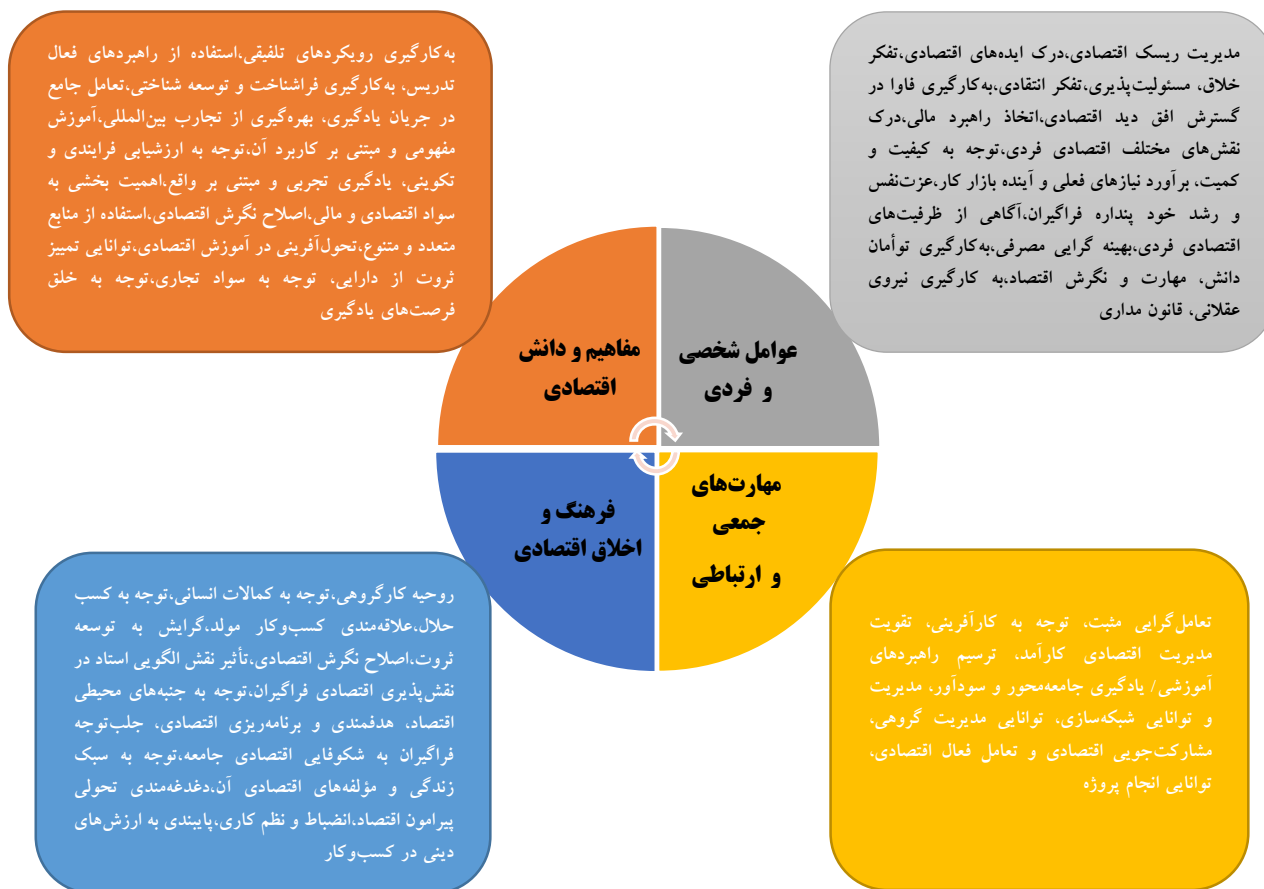 مدیریت ریسک اقتصادی،درک ایده‌های اقتصادی،تفکر
خلاق، مسئولیت‌پذیری،تفکر انتقادی،به‌کارگیری فاوا در
گسترش افق دید اقتصادی،اتخاذ راهبرد مالی،درک
نقش‌های مختلف اقتصادی فردی،توجه به کیفیت و
کمیت، برآورد نیازهای فعلی و آینده بازار کار،عزت‌نفس
و رشد خود پنداره فراگیران،آگاهی از ظرفیت‌های
اقتصادی فردی،بهینه گرایی مصرفی،به‌کارگیری توأمان
دانش، مهارت و نگرش اقتصاد،به کارگیری نیروی
عقلانی، قانون مداری
به‌کارگیری رویکردهای تلفیقی،استفاده از راهبردهای فعال
تدریس، به‌کارگیری فراشناخت و توسعه شناختی،تعامل جامع
در جریان یادگیری، بهره‌گیری از تجارب بین‌المللی،آموزش
مفهومی و مبتنی بر کاربرد آن،توجه به ارزشیابی فرایندی و
تکوینی، یادگیری تجربی و مبتنی بر واقع،اهمیت بخشی به
سواد اقتصادی و مالی،اصلاح نگرش اقتصادی،استفاده از منابع
متعدد و متنوع،تحول‌آفرینی در آموزش اقتصادی،توانایی تمییز
ثروت از دارایی، توجه به سواد تجاری،توجه به خلق
فرصت‌های یادگیری
عوامل شخصی
و فردی
مفاهیم و دانش
اقتصادی
مهارت‌های
جمعی
و ارتباطی
فرهنگ و
اخلاق اقتصادی
تعامل‌گرایی مثبت، توجه به کارآفرینی، تقویت
مدیریت اقتصادی کارآمد، ترسیم راهبردهای
آموزشی/ یادگیری جامعه‌محور و سودآور، مدیریت
و توانایی شبکه‌سازی، توانایی مدیریت گروهی،
مشارکت‌جویی اقتصادی و تعامل فعال اقتصادی،
توانایی انجام پروژه
روحیه کارگروهی،توجه به کمالات انسانی،توجه به کسب
حلال،علاقه‌مندی کسب‌وکار مولد،گرایش به توسعه
ثروت،اصلاح نگرش اقتصادی،تأثیر نقش الگویی استاد در
نقش‌پذیری اقتصادی فراگیران،توجه به جنبه‌های محیطی
اقتصاد، هدفمندی و برنامه‌ریزی اقتصادی، جلب‌توجه
فراگیران به شکوفایی اقتصادی جامعه،توجه به سبک
زندگی و مؤلفه‌های اقتصادی آن،دغدغه‌مندی تحولی
پیرامون اقتصاد،انضباط و نظم کاری،پایبندی به ارزش‌های
دینی در کسب‌وکار